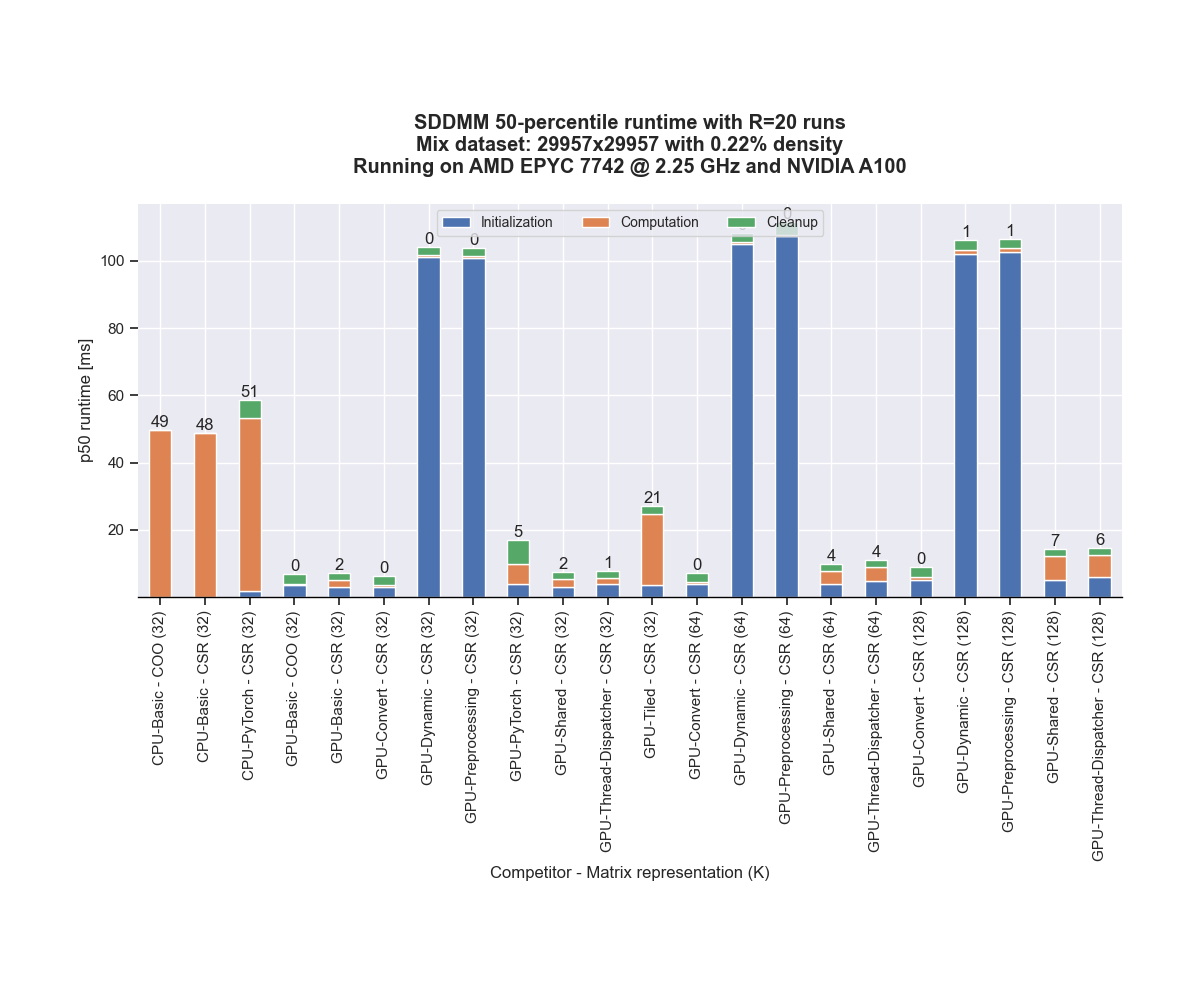 SDDMM 50-percentile runtime with R=20 runs
Mix dataset: 29957x29957 with 0.22% density
Running on AMD EPYC 7742 @ 2.25 GHz and NVIDIA A100
Initialization Computation Cleanup
p50 runtime [ms]
100
80
60
40
20
49 48 51 0 2 0 0 0 5 2 1 21 0 0 4 4 0 1 1 7 6
CPU-Basic - COO (32)
CPU-Basic - CSR (32)
CPU-PyTorch - CSR (32)
GPU-Basic - COO (32)
GPU-Basic - CSR (32)
GPU-Convert - CSR (32)
GPU-Dynamic - CSR (32)
GPU-Preprocessing - CSR (32)
GPU-PyTorch - CSR (32)
GPU-Shared - CSR (32)
GPU-Thread-Dispatcher - CSR (32)
GPU-Tiled - CSR (32)
GPU-Convert - CSR (64)
GPU-Dynamic - CSR (64)
GPU-Preprocessing - CSR (64)
GPU-Shared - CSR (64)
GPU-Thread-Dispatcher - CSR (64)
GPU-Convert - CSR (128)
GPU-Dynamic - CSR (128)
GPU-Preprocessing - CSR (128)
GPU-Shared - CSR (128)
GPU-Thread-Dispatcher - CSR (128)
Competitor - Matrix representation (K)